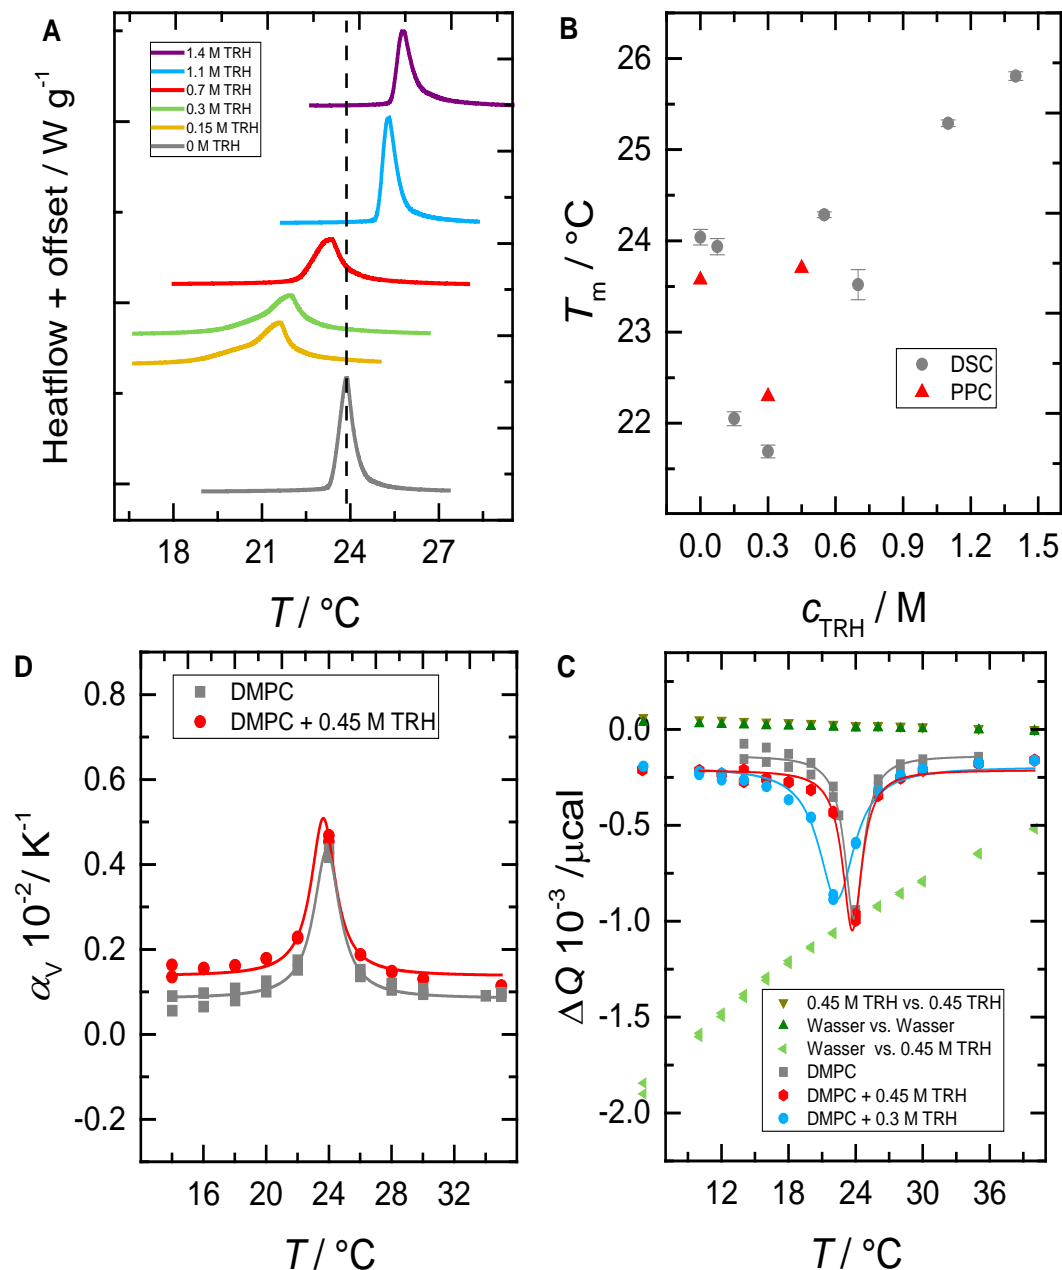 A
1.4 M TRH
1.1 M TRH
0.7 M TRH
0.3 M TRH
0.15 M TRH
0 M TRH
Heatflow + offset / W g⁻¹
18 21 24 27
T / °C
B
26
25
24
23
22
Tm / °C
DSC
PPC
0.0 0.3 0.6 0.9 1.2 1.5
cTRH / M
D
DMPC
DMPC + 0.45 M TRH
0.8
0.6
0.4
0.2
0.0
-0.2
αV 10⁻² / K⁻¹
16 20 24 28 32
T / °C
C
0.0
-0.5
-1.0
-1.5
-2.0
ΔQ 10⁻³ /μcal
0.45 M TRH vs. 0.45 TRH
Wasser vs. Wasser
Wasser vs. 0.45 M TRH
DMPC
DMPC + 0.45 M TRH
DMPC + 0.3 M TRH
12 18 24 30 36
T / °C